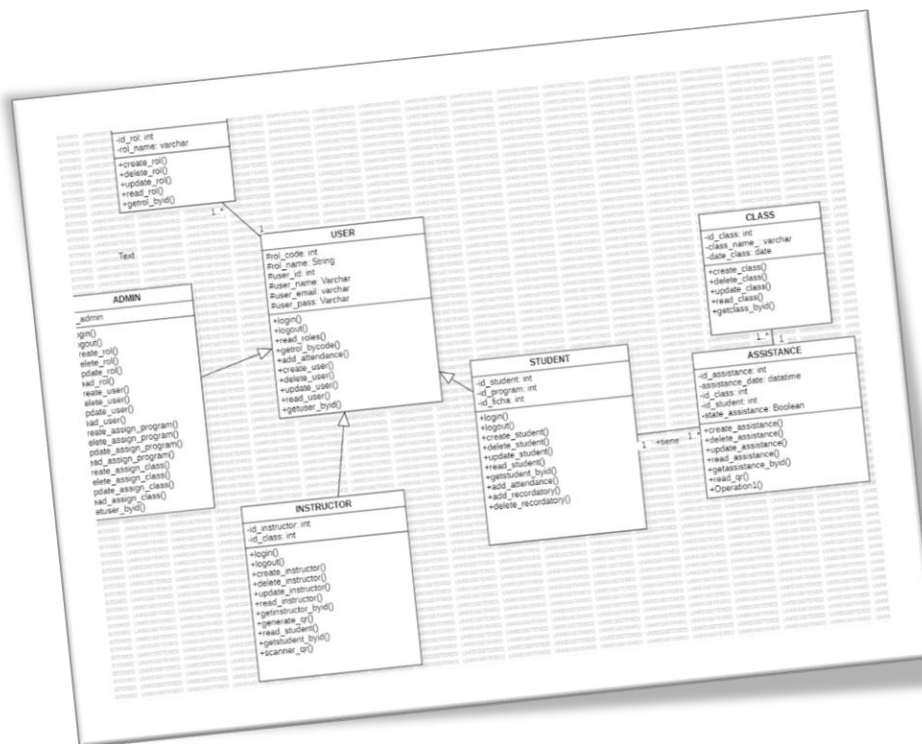 -id_rol: int
-rol_name: varchar
+create_rol()
+delete_rol()
+update_rol()
+read_rol()
+getrol_byid()
1..*
1
Text
USER
#rol_code: int
#rol_name: String
#user_id: int
#user_name: Varchar
#user_email: varchar
#user_pass: Varchar
+login()
+logout()
+read_roles()
+getrol_bycode()
+add_attendance()
+create_user()
+delete_user()
+update_user()
+read_user()
+getuser_byid()
ADMIN
_admin
gin()
gout()
reate_rol()
elete_rol()
pdate_rol()
ad_rol()
reate_user()
elete_user()
pdate_user()
ad_user()
reate_assign_program()
elete_assign_program()
pdate_assign_program()
ad_assign_program()
reate_assign_class()
elete_assign_class()
pdate_assign_class()
ad_assign_class()
etuser_byid()
INSTRUCTOR
-id_instructor: int
-id_class: int
+login()
+logout()
+create_instructor()
+delete_instructor()
+update_instructor()
+read_instructor()
+getinstructor_byid()
+generate_qr()
+read_student()
+getstudent_byid()
+scanner_qr()
STUDENT
-id_student: int
-id_program: int
-id_ficha: int
+login()
+logout()
+create_student()
+delete_student()
+update_student()
+read_student()
+getstudent_byid()
+add_attendance()
+add_recordatory()
+delete_recordatory()
1 +tiene 1..*
CLASS
-id_class: int
-class_name_: varchar
-date_class: date
+create_class()
+delete_class()
+update_class()
+read_class()
+getclass_byid()
1..* 1
ASSISTANCE
-id_assistance: int
-assistance_date: datatime
-id_class: int
-id_student: int
-state_assistance: Boolean
+create_assistance()
+delete_assistance()
+update_assistance()
+read_assistance()
+getassistance_byid()
+read_qr()
+Operation1()